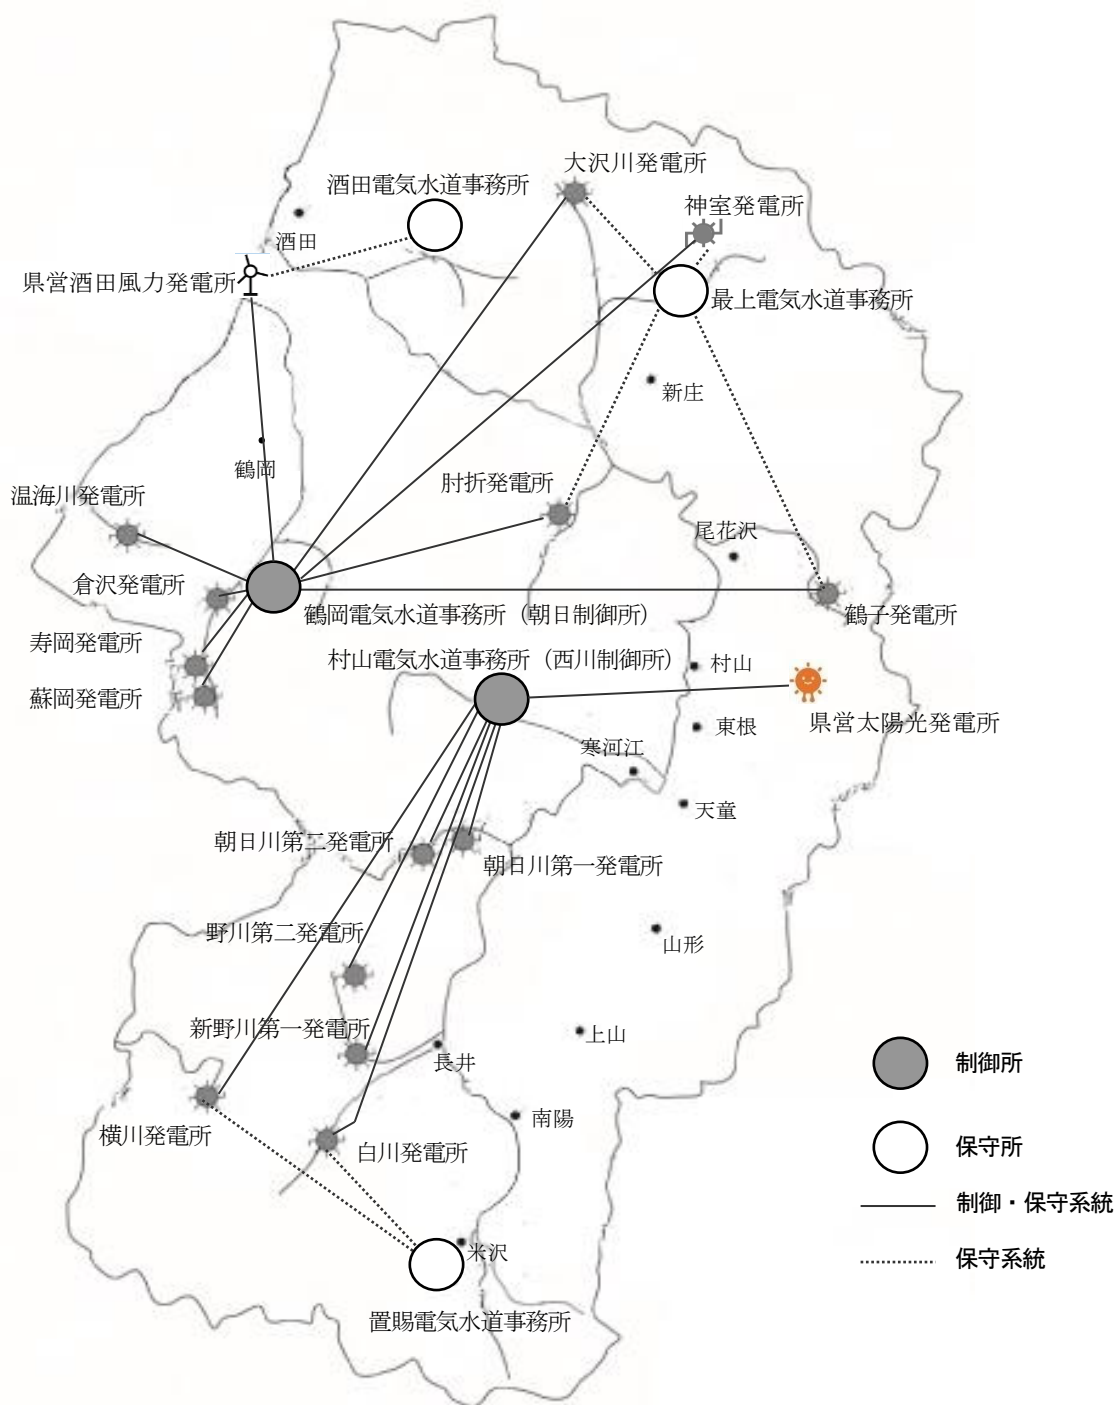 大沢川発電所
酒田電気水道事務所
神室発電所
酒田
県営酒田風力発電所
最上電気水道事務所
新庄
鶴岡
肘折発電所
温海川発電所
尾花沢
倉沢発電所
鶴岡電気水道事務所（朝日制御所）
鶴子発電所
寿岡発電所
村山電気水道事務所（西川制御所）
村山
蘇岡発電所
県営太陽光発電所
東根
寒河江
天童
朝日川第二発電所
朝日川第一発電所
野川第二発電所
山形
新野川第一発電所
上山
長井
制御所
南陽
横川発電所
白川発電所
保守所
制御・保守系統
米沢
保守系統
置賜電気水道事務所